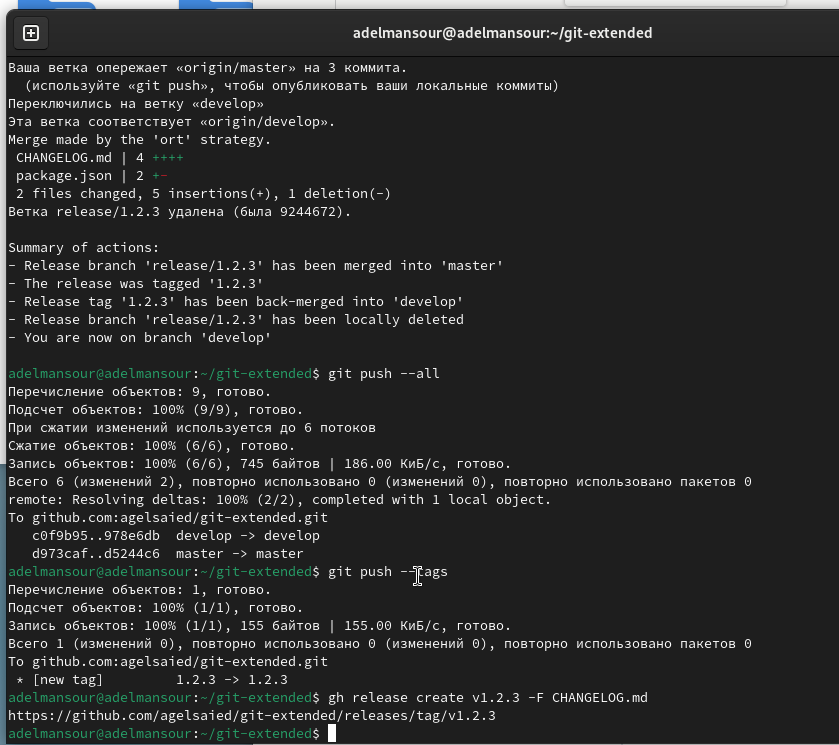 adelmansour@adelmansour:~/git-extended
Ваша ветка опережает «origin/master» на 3 коммита.
  (используйте «git push», чтобы опубликовать ваши локальные коммиты)
Переключились на ветку «develop»
Эта ветка соответствует «origin/develop».
Merge made by the 'ort' strategy.
 CHANGELOG.md | 4 ++++
 package.json | 2 +-
 2 files changed, 5 insertions(+), 1 deletion(-)
Ветка release/1.2.3 удалена (была 9244672).

Summary of actions:
- Release branch 'release/1.2.3' has been merged into 'master'
- The release was tagged '1.2.3'
- Release tag '1.2.3' has been back-merged into 'develop'
- Release branch 'release/1.2.3' has been locally deleted
- You are now on branch 'develop'

adelmansour@adelmansour:~/git-extended$ git push --all
Перечисление объектов: 9, готово.
Подсчет объектов: 100% (9/9), готово.
При сжатии изменений используется до 6 потоков
Сжатие объектов: 100% (6/6), готово.
Запись объектов: 100% (6/6), 745 байтов | 186.00 КиБ/с, готово.
Всего 6 (изменений 2), повторно использовано 0 (изменений 0), повторно использовано пакетов 0
remote: Resolving deltas: 100% (2/2), completed with 1 local object.
To github.com:agelsaied/git-extended.git
   c0f9b95..978e6db  develop -> develop
   d973caf..d5244c6  master -> master
adelmansour@adelmansour:~/git-extended$ git push --tags
Перечисление объектов: 1, готово.
Подсчет объектов: 100% (1/1), готово.
Запись объектов: 100% (1/1), 155 байтов | 155.00 КиБ/с, готово.
Всего 1 (изменений 0), повторно использовано 0 (изменений 0), повторно использовано пакетов 0
To github.com:agelsaied/git-extended.git
 * [new tag]         1.2.3 -> 1.2.3
adelmansour@adelmansour:~/git-extended$ gh release create v1.2.3 -F CHANGELOG.md
https://github.com/agelsaied/git-extended/releases/tag/v1.2.3
adelmansour@adelmansour:~/git-extended$